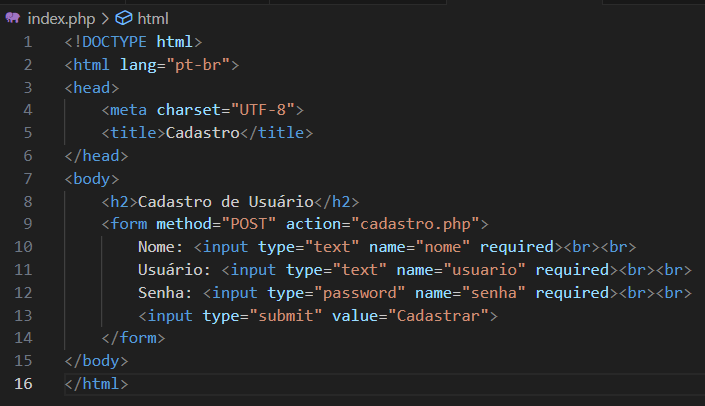 index.php > html
1 <!DOCTYPE html>
2 <html lang="pt-br">
3 <head>
4 <meta charset="UTF-8">
5 <title>Cadastro</title>
6 </head>
7 <body>
8 <h2>Cadastro de Usuário</h2>
9 <form method="POST" action="cadastro.php">
10 Nome: <input type="text" name="nome" required><br><br>
11 Usuário: <input type="text" name="usuario" required><br><br>
12 Senha: <input type="password" name="senha" required><br><br>
13 <input type="submit" value="Cadastrar">
14 </form>
15 </body>
16 </html>